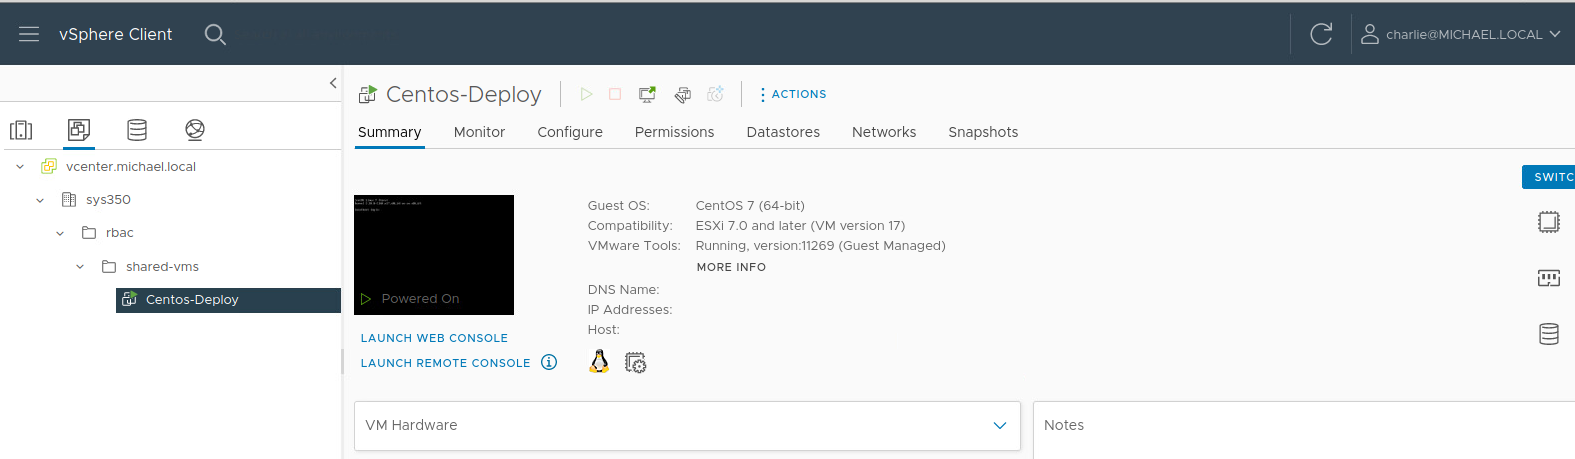 vSphere Client
charlie@MICHAEL.LOCAL
Centos-Deploy
ACTIONS
Summary Monitor Configure Permissions Datastores Networks Snapshots
vcenter.michael.local
sys350
rbac
shared-vms
Centos-Deploy
Powered On
LAUNCH WEB CONSOLE
LAUNCH REMOTE CONSOLE
Guest OS: CentOS 7 (64-bit)
Compatibility: ESXi 7.0 and later (VM version 17)
VMware Tools: Running, version:11269 (Guest Managed)
MORE INFO
DNS Name:
IP Addresses:
Host:
SWITC
VM Hardware
Notes